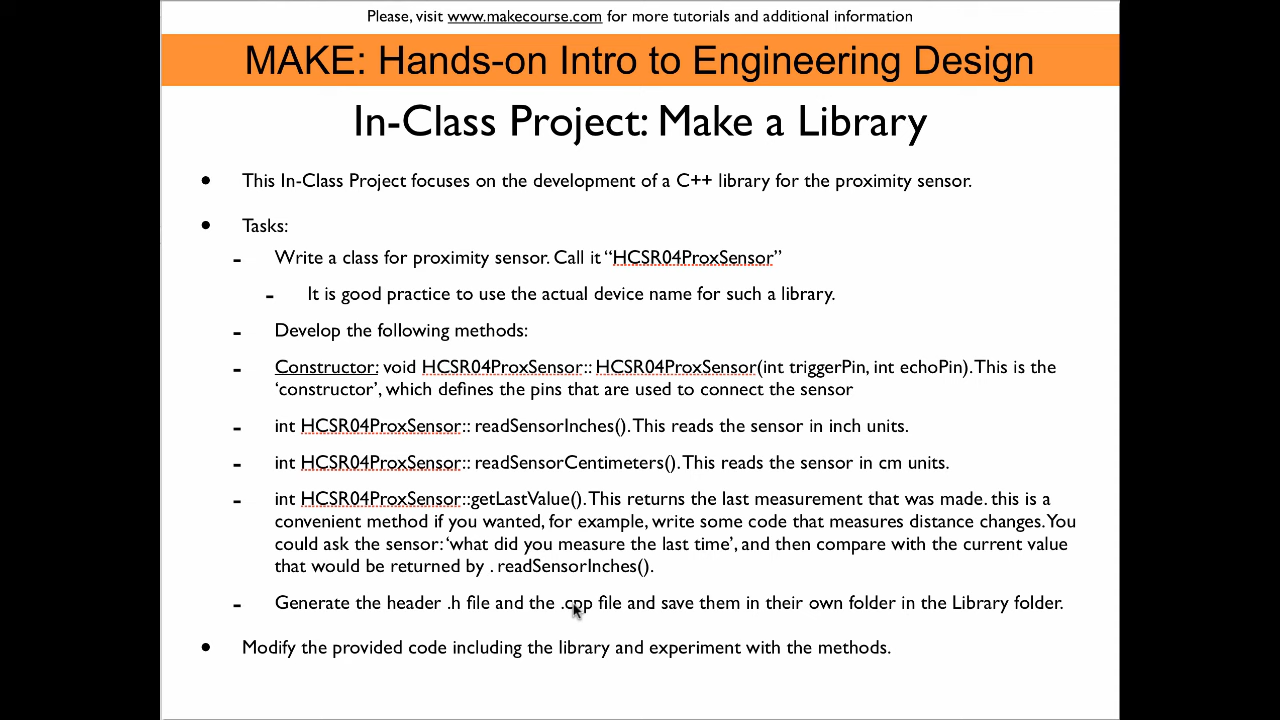 Please, visit www.makecourse.com for more tutorials and additional information
MAKE: Hands-on Intro to Engineering Design
In-Class Project: Make a Library
• This In-Class Project focuses on the development of a C++ library for the proximity sensor.
• Tasks:
- Write a class for proximity sensor. Call it “HCSR04ProxSensor”
- It is good practice to use the actual device name for such a library.
- Develop the following methods:
- Constructor: void HCSR04ProxSensor:: HCSR04ProxSensor(int triggerPin, int echoPin). This is the
‘constructor’, which defines the pins that are used to connect the sensor
- int HCSR04ProxSensor:: readSensorInches(). This reads the sensor in inch units.
- int HCSR04ProxSensor:: readSensorCentimeters(). This reads the sensor in cm units.
- int HCSR04ProxSensor::getLastValue(). This returns the last measurement that was made. this is a
convenient method if you wanted, for example, write some code that measures distance changes. You
could ask the sensor: ‘what did you measure the last time’, and then compare with the current value
that would be returned by . readSensorInches().
- Generate the header .h file and the .cpp file and save them in their own folder in the Library folder.
• Modify the provided code including the library and experiment with the methods.